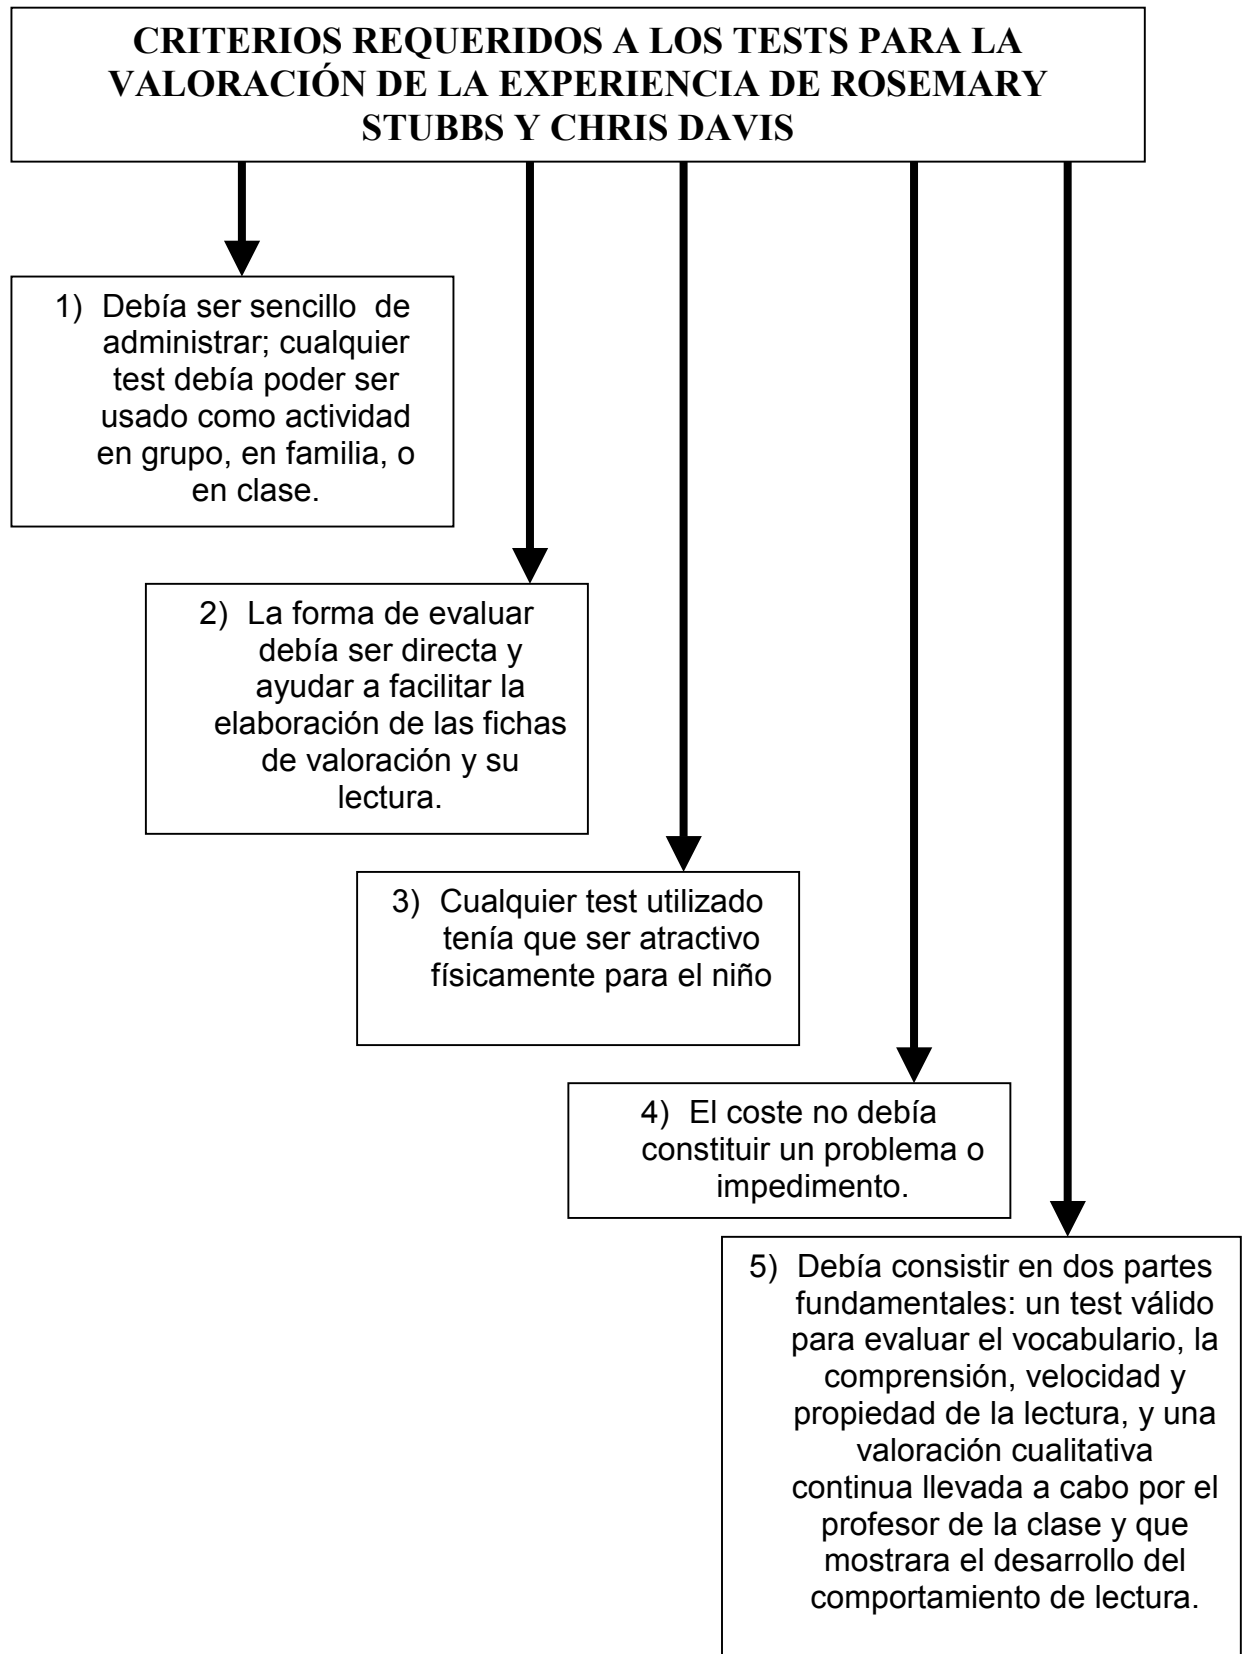 CRITERIOS REQUERIDOS A LOS TESTS PARA LA
VALORACIÓN DE LA EXPERIENCIA DE ROSEMARY
STUBBS Y CHRIS DAVIS
1) Debía ser sencillo de
administrar; cualquier
test debía poder ser
usado como actividad
en grupo, en familia, o
en clase.
2) La forma de evaluar
debía ser directa y
ayudar a facilitar la
elaboración de las fichas
de valoración y su
lectura.
3) Cualquier test utilizado
tenía que ser atractivo
físicamente para el niño
4) El coste no debía
constituir un problema o
impedimento.
5) Debía consistir en dos partes
fundamentales: un test válido
para evaluar el vocabulario, la
comprensión, velocidad y
propiedad de la lectura, y una
valoración cualitativa
continua llevada a cabo por el
profesor de la clase y que
mostrara el desarrollo del
comportamiento de lectura.